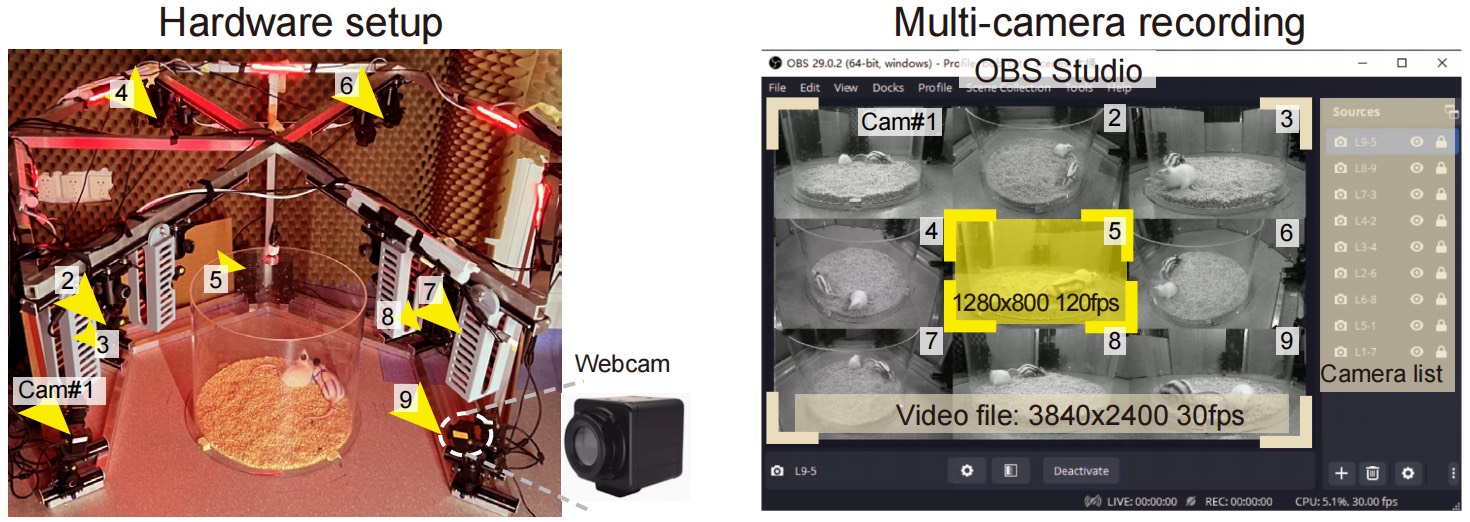 Hardware setup
4
6
2
5
7
8
3
Cam#1
9
Webcam
Multi-camera recording
OBS 29.0.2 (64-bit, windows) - Profile
OBS Studio
File Edit View Docks Profile Scene Collection Tools Help
Cam#1
2
3
4
5
6
1280x800 120fps
7
8
9
Video file: 3840x2400 30fps
Sources
L9-5
L8-9
L7-3
L4-2
L3-4
L2-6
L6-8
L5-1
L1-7
Camera list
L9-5
Deactivate
LIVE: 00:00:00
REC: 00:00:00
CPU: 5.1%, 30.00 fps